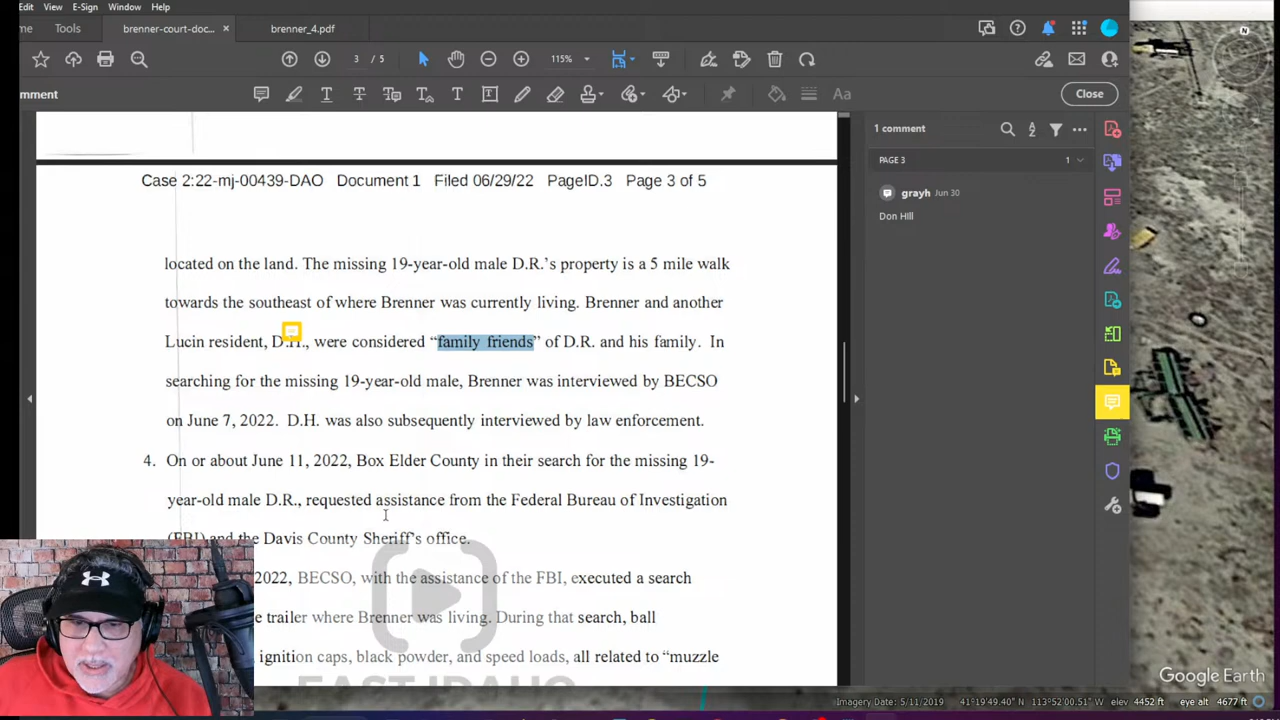 Edit View E-Sign Window Help
me Tools brenner-court-doc... × brenner_4.pdf
3 / 5 115%
omment Close
1 comment
PAGE 3 1
grayh Jun 30
Don Hill
Case 2:22-mj-00439-DAO Document 1 Filed 06/29/22 PageID.3 Page 3 of 5
located on the land. The missing 19-year-old male D.R.’s property is a 5 mile walk
towards the southeast of where Brenner was currently living. Brenner and another
Lucin resident, D.H., were considered “family friends” of D.R. and his family. In
searching for the missing 19-year-old male, Brenner was interviewed by BECSO
on June 7, 2022. D.H. was also subsequently interviewed by law enforcement.
4. On or about June 11, 2022, Box Elder County in their search for the missing 19-
year-old male D.R., requested assistance from the Federal Bureau of Investigation
(FBI) and the Davis County Sheriff’s office.
2022, BECSO, with the assistance of the FBI, executed a search
e trailer where Brenner was living. During that search, ball
ignition caps, black powder, and speed loads, all related to “muzzle
EAST IDAHO
N
Google Earth
Imagery Date: 5/11/2019 41°19'49.40" N 113°52'00.51" W elev 4452 ft eye alt 4677 ft